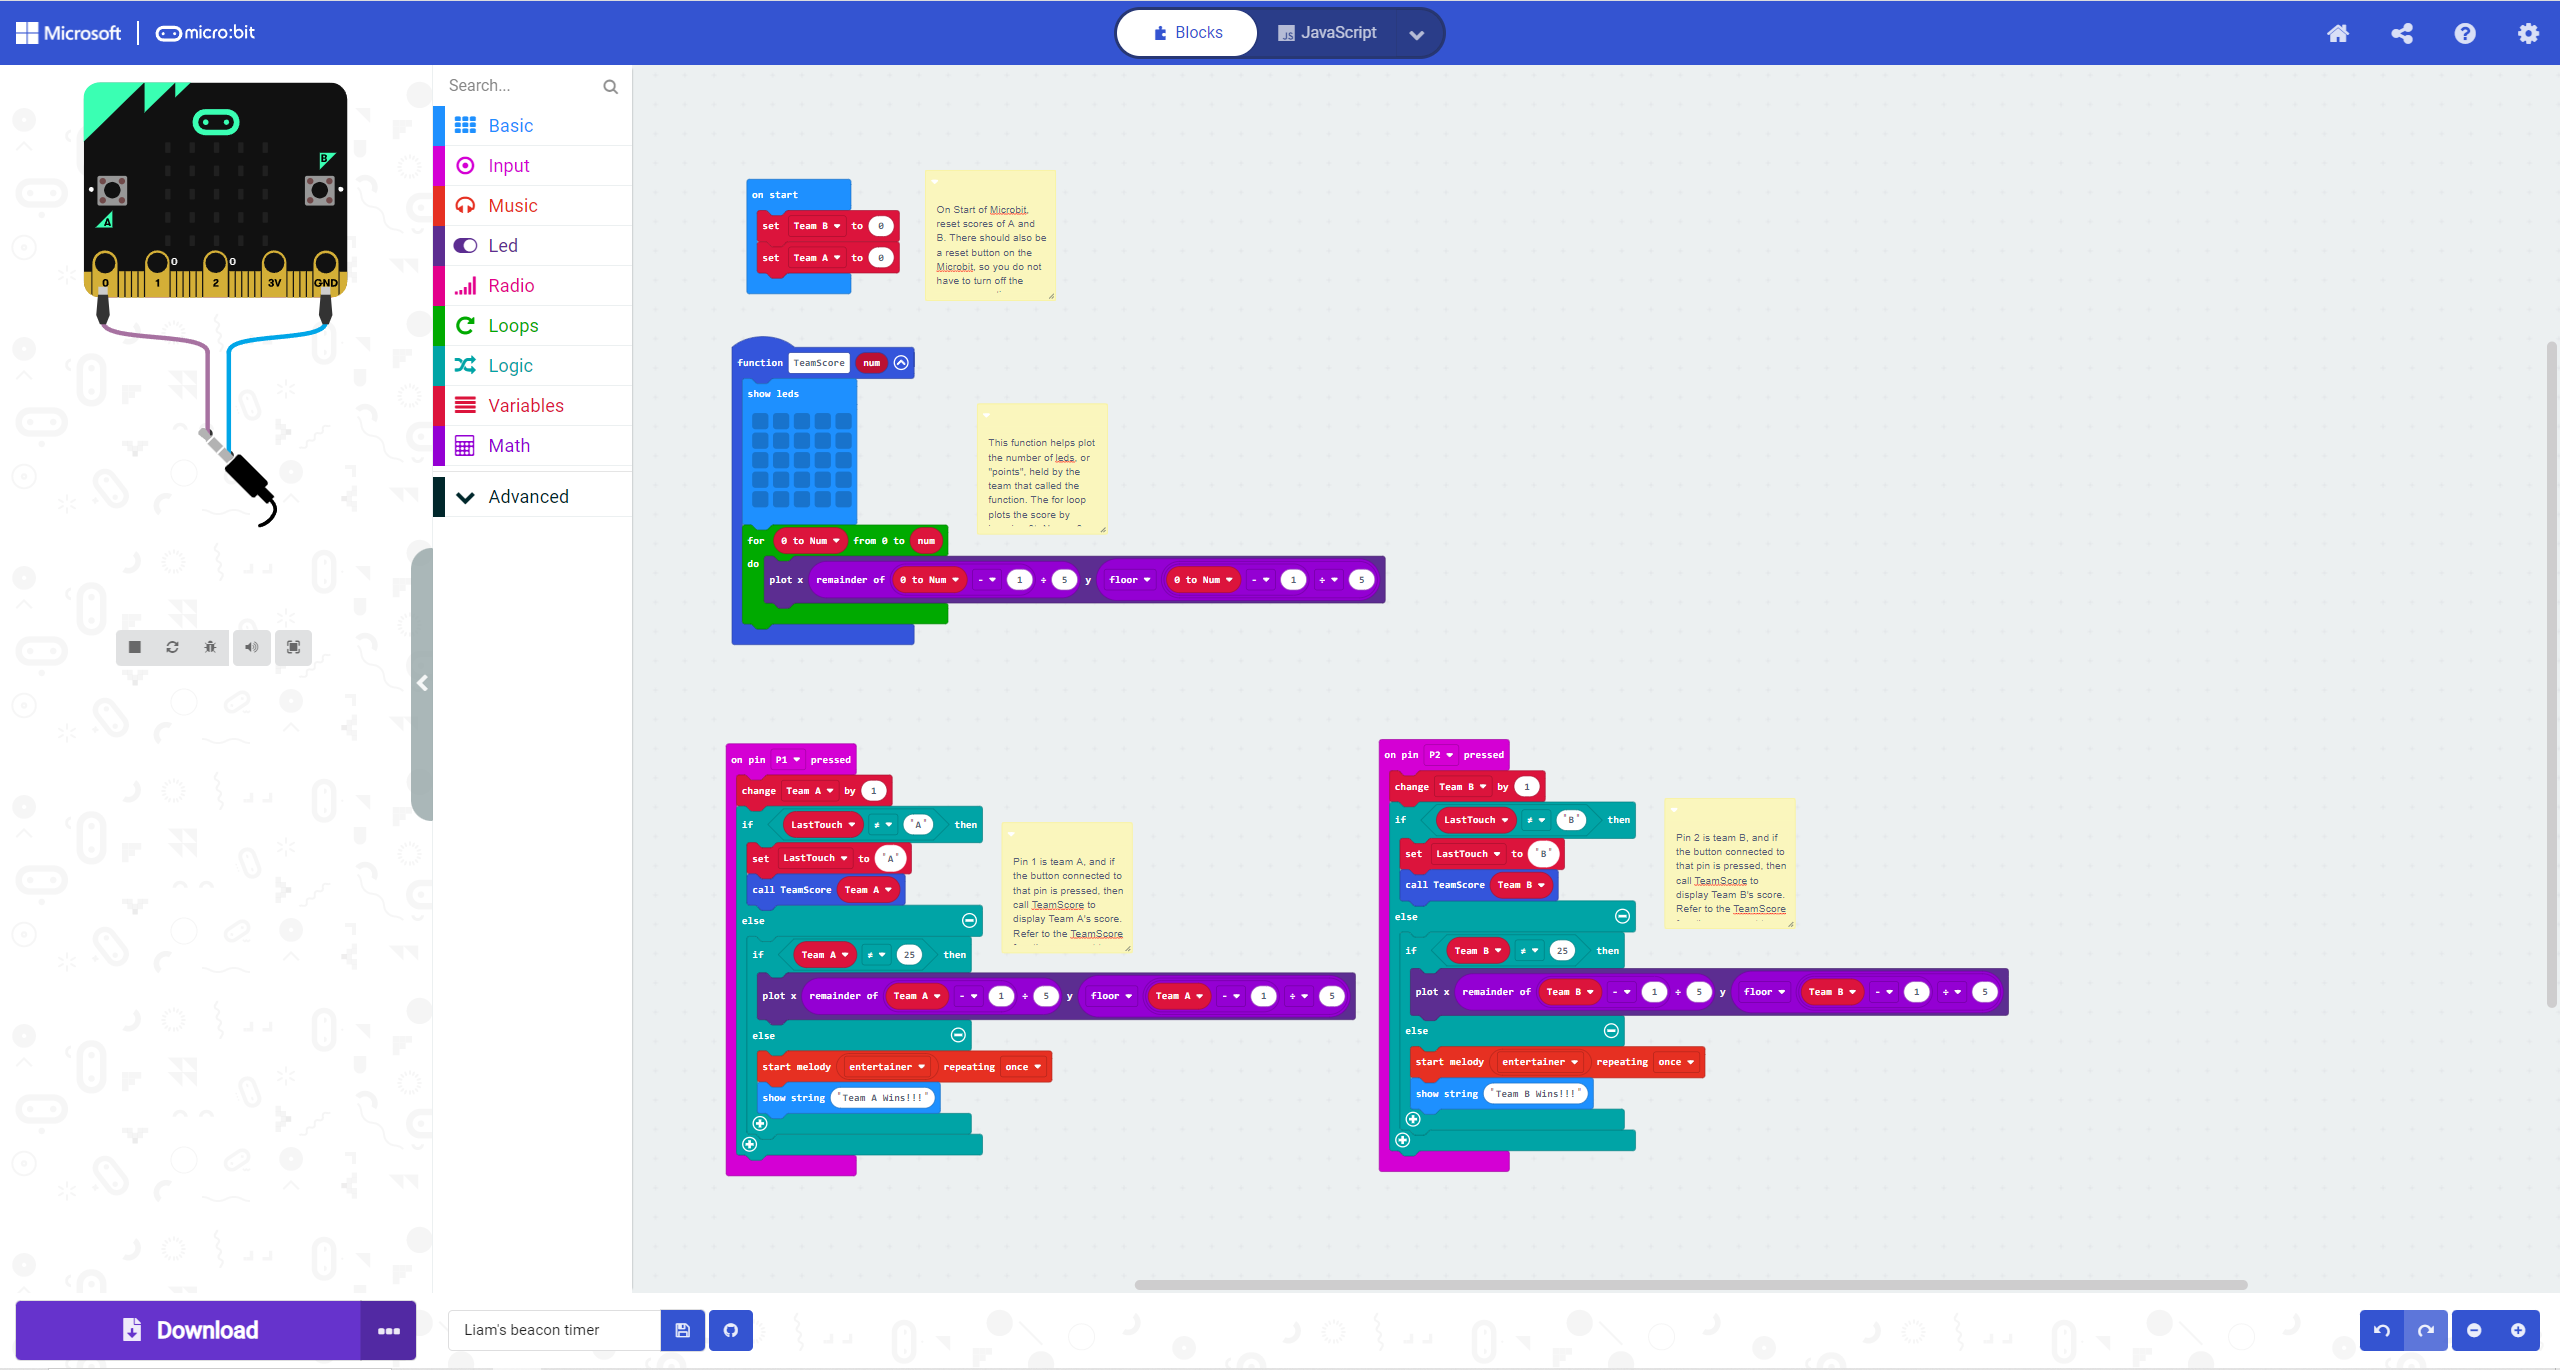 Microsoft micro:bit
Blocks
JavaScript
B
A
0 0
0 1 2 3V GND
Search...
Basic
Input
Music
Led
Radio
Loops
Logic
Variables
Math
Advanced
on start
set Team B to 0
set Team A to 0
On Start of Microbit,
reset scores of A and
B. There should also be
a reset button on the
Microbit, so you do not
have to turn off the
function TeamScore num
show leds
This function helps plot
the number of leds, or
"points", held by the
team that called the
function. The for loop
plots the score by
for 0 to Num from 0 to num
do
plot x remainder of 0 to Num - 1 ÷ 5 y floor 0 to Num - 1 ÷ 5
on pin P1 pressed
change Team A by 1
if LastTouch ≠ "A" then
set LastTouch to "A"
call TeamScore Team A
else
if Team A ≠ 25 then
plot x remainder of Team A - 1 ÷ 5 y floor Team A - 1 ÷ 5
else
start melody entertainer repeating once
show string "Team A Wins!!!"
Pin 1 is team A, and if
the button connected to
that pin is pressed, then
call TeamScore to
display Team A's score.
Refer to the TeamScore
on pin P2 pressed
change Team B by 1
if LastTouch ≠ "B" then
set LastTouch to "B"
call TeamScore Team B
else
if Team B ≠ 25 then
plot x remainder of Team B - 1 ÷ 5 y floor Team B - 1 ÷ 5
else
start melody entertainer repeating once
show string "Team B Wins!!!"
Pin 2 is team B, and if
the button connected to
that pin is pressed, then
call TeamScore to
display Team B's score.
Refer to the TeamScore
Download
Liam's beacon timer